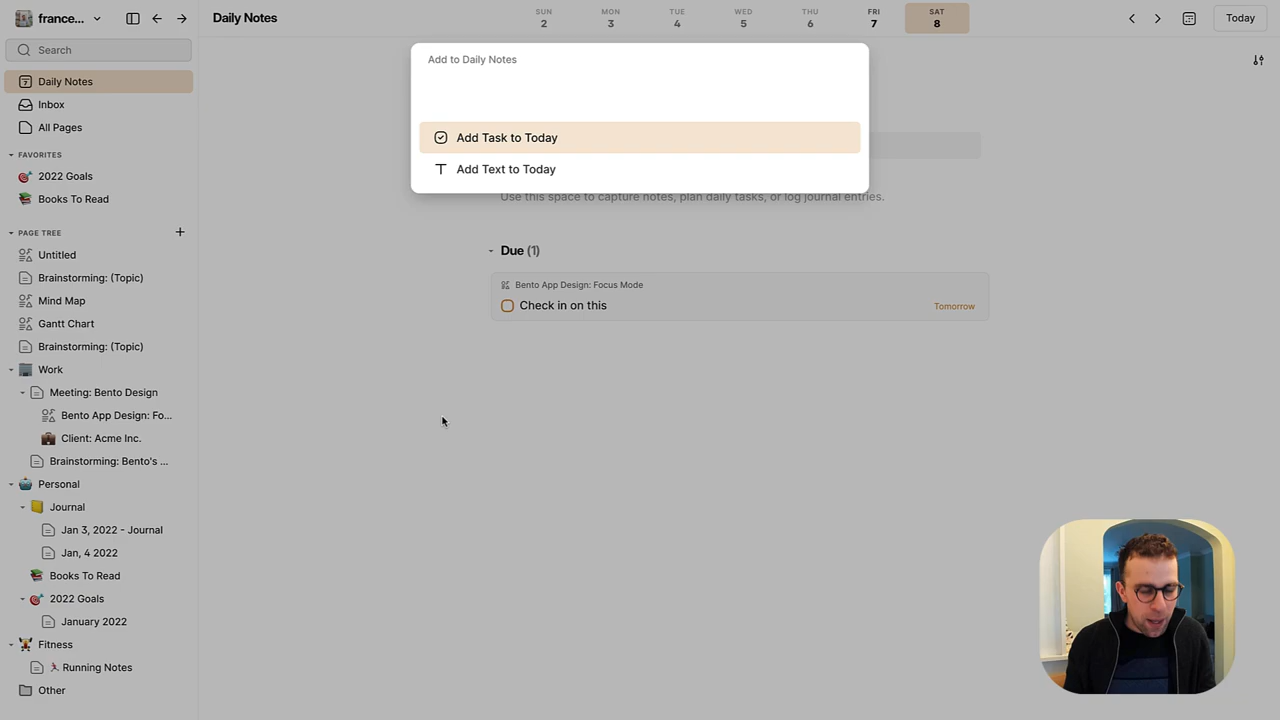 france...
Daily Notes
SUN
2
MON
3
TUE
4
WED
5
THU
6
FRI
7
SAT
8
Today
Search
Daily Notes
Inbox
All Pages
FAVORITES
2022 Goals
Books To Read
PAGE TREE
Untitled
Brainstorming: (Topic)
Mind Map
Gantt Chart
Brainstorming: (Topic)
Work
Meeting: Bento Design
Bento App Design: Fo...
Client: Acme Inc.
Brainstorming: Bento's ...
Personal
Journal
Jan 3, 2022 - Journal
Jan, 4 2022
Books To Read
2022 Goals
January 2022
Fitness
Running Notes
Other
Add to Daily Notes
Add Task to Today
Add Text to Today
Use this space to capture notes, plan daily tasks, or log journal entries.
Due (1)
Bento App Design: Focus Mode
Check in on this
Tomorrow